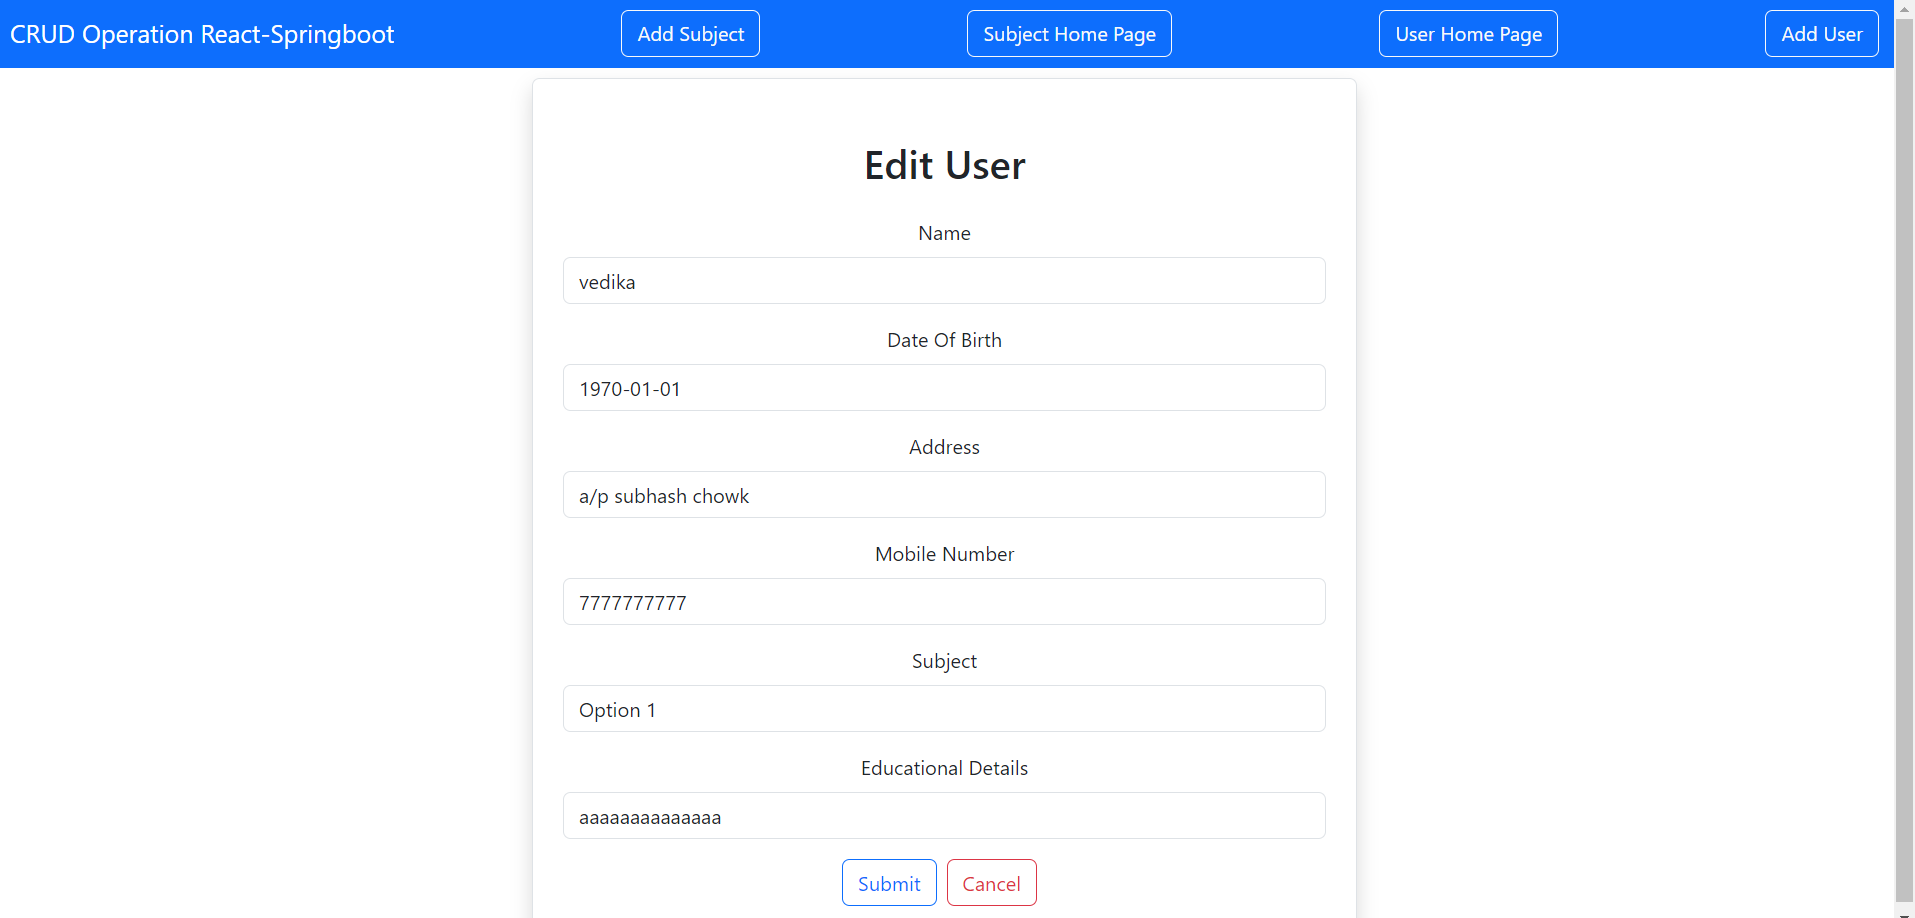 CRUD Operation React-Springboot
Add Subject
Subject Home Page
User Home Page
Add User
Edit User
Name
vedika
Date Of Birth
1970-01-01
Address
a/p subhash chowk
Mobile Number
7777777777
Subject
Option 1
Educational Details
aaaaaaaaaaaaaa
Submit
Cancel